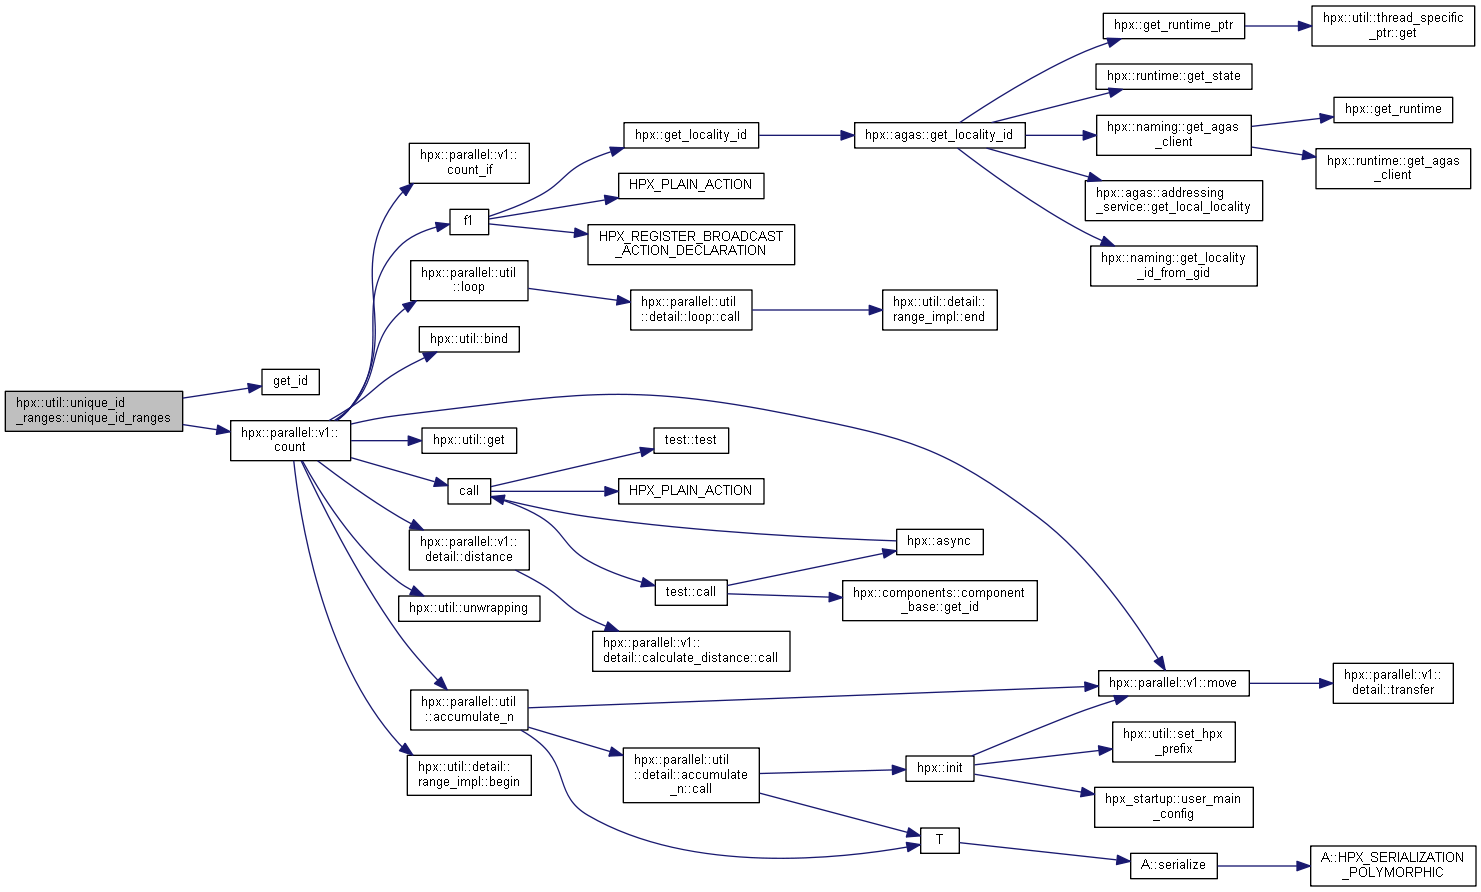 hpx::util::unique_id
_ranges::unique_id_ranges
get_id
hpx::parallel::v1::
count
hpx::parallel::v1::
count_if
f1
hpx::parallel::util
::loop
hpx::util::bind
hpx::util::get
call
hpx::parallel::v1::
detail::distance
hpx::util::unwrapping
hpx::parallel::util
::accumulate_n
hpx::util::detail::
range_impl::begin
hpx::get_locality_id
HPX_PLAIN_ACTION
HPX_REGISTER_BROADCAST
_ACTION_DECLARATION
hpx::parallel::util
::detail::loop::call
test::test
HPX_PLAIN_ACTION
test::call
hpx::parallel::v1::
detail::calculate_distance::call
hpx::parallel::util
::detail::accumulate
_n::call
hpx::agas::get_locality_id
hpx::util::detail::
range_impl::end
hpx::async
hpx::components::component
_base::get_id
hpx::init
T
hpx::get_runtime_ptr
hpx::runtime::get_state
hpx::naming::get_agas
_client
hpx::agas::addressing
_service::get_local_locality
hpx::naming::get_locality
_id_from_gid
hpx::parallel::v1::move
hpx::util::set_hpx
_prefix
hpx_startup::user_main
_config
A::serialize
hpx::util::thread_specific
_ptr::get
hpx::get_runtime
hpx::runtime::get_agas
_client
hpx::parallel::v1::
detail::transfer
A::HPX_SERIALIZATION
_POLYMORPHIC